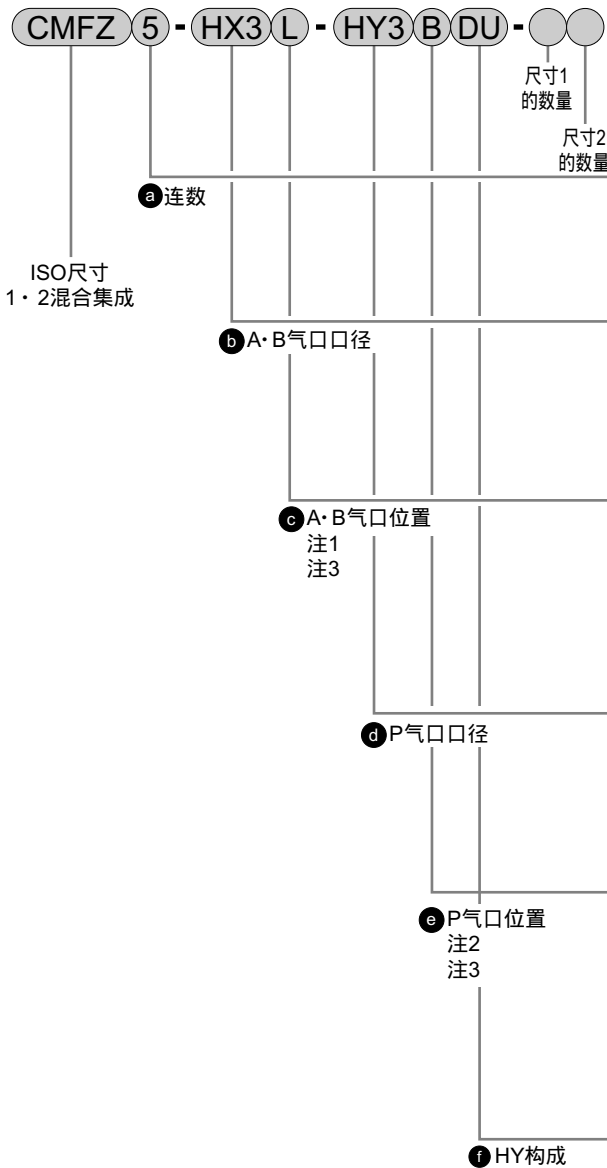 CMFZ 5 - HX3 L - HY3 B DU -
尺寸1
的数量
尺寸2
的数量
a 连数
ISO尺寸
1・2混合集成
b A・B气口口径
c A・B气口位置
注1
注3
d P气口口径
e P气口位置
注2
注3
f HY构成